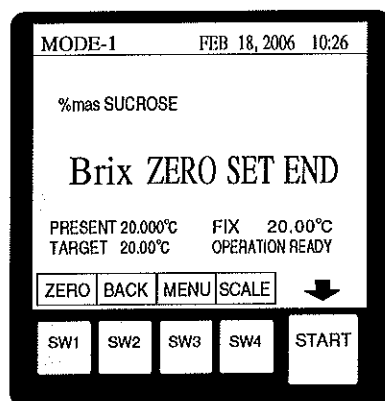 MODE-1 FEB 18, 2006 10:26
%mas SUCROSE
Brix ZERO SET END
PRESENT 20.000°C FIX 20.00°C
TARGET 20.00°C OPERATION READY
ZERO BACK MENU SCALE
SW1 SW2 SW3 SW4 START